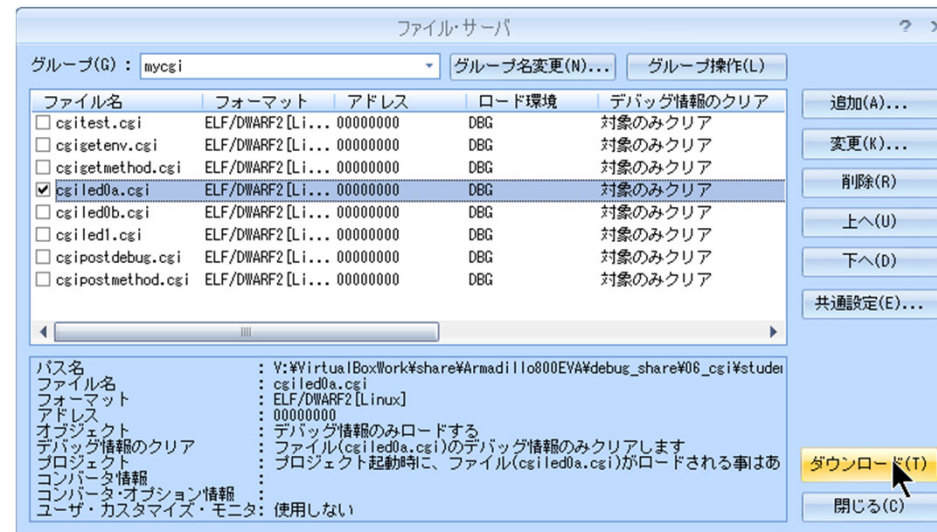 ファイル・サーバ ?
グループ(G) : mycgi グループ名変更(N)... グループ操作(L)
ファイル名 フォーマット アドレス ロード環境 デバッグ情報のクリア
cgitest.cgi ELF/DWARF2[Li... 00000000 DBG 対象のみクリア
cgigetenv.cgi ELF/DWARF2[Li... 00000000 DBG 対象のみクリア
cgigetmethod.cgi ELF/DWARF2[Li... 00000000 DBG 対象のみクリア
cgiled0a.cgi ELF/DWARF2[Li... 00000000 DBG 対象のみクリア
cgiled0b.cgi ELF/DWARF2[Li... 00000000 DBG 対象のみクリア
cgiled1.cgi ELF/DWARF2[Li... 00000000 DBG 対象のみクリア
cgipostdebug.cgi ELF/DWARF2[Li... 00000000 DBG 対象のみクリア
cgipostmethod.cgi ELF/DWARF2[Li... 00000000 DBG 対象のみクリア
追加(A)...
変更(K)...
削除(R)
上へ(U)
下へ(D)
共通設定(E)...
パス名 : V:¥VirtualBoxWork¥share¥Armadillo800EVA¥debug_share¥06_cgi¥studen
ファイル名 : cgiled0a.cgi
フォーマット : ELF/DWARF2[Linux]
アドレス : 00000000
オブジェクト : デバッグ情報のみロードする
デバッグ情報のクリア : ファイル(cgiled0a.cgi)のデバッグ情報のみクリアします
プロジェクト : プロジェクト起動時に、ファイル(cgiled0a.cgi)がロードされる事はあ
コンバータ情報 :
コンバータ・オプション情報 :
ユーザ・カスタマイズ・モニタ: 使用しない
ダウンロード(T)
閉じる(C)